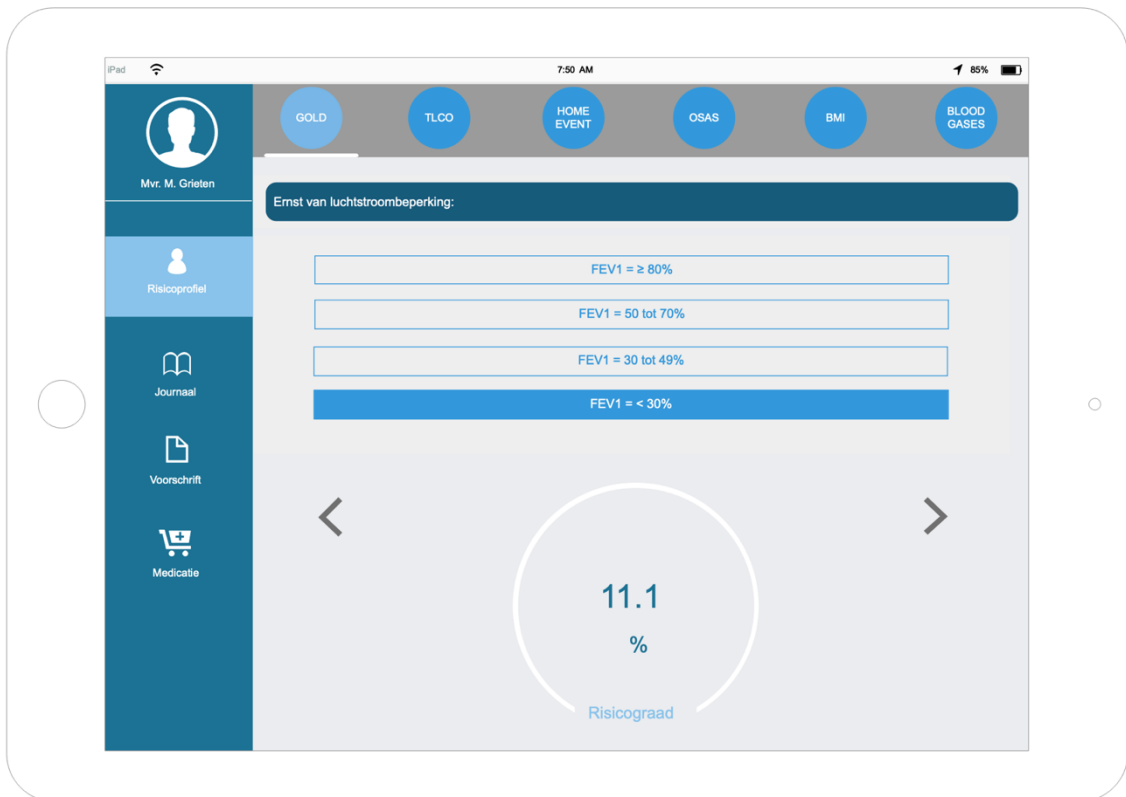 iPad
7:50 AM
85%
Mvr. M. Grieten
Risicoprofiel
Journaal
Voorschrift
Medicatie
GOLD
TLCO
HOME
EVENT
OSAS
BMI
BLOOD
GASES
Ernst van luchtstroombeperking:
FEV1 = ≥ 80%
FEV1 = 50 tot 70%
FEV1 = 30 tot 49%
FEV1 = < 30%
11.1
%
Risicograad